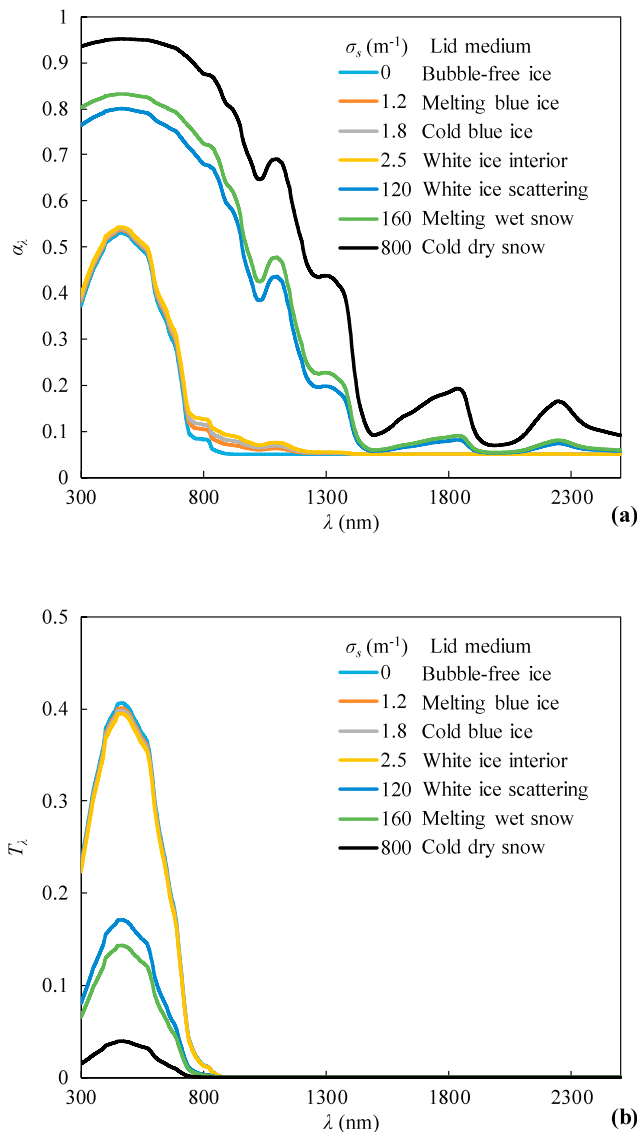 1
0.9
0.8
0.7
0.6
0.5
0.4
0.3
0.2
0.1
0
αλ
σs (m-1) Lid medium
0 Bubble-free ice
1.2 Melting blue ice
1.8 Cold blue ice
2.5 White ice interior
120 White ice scattering
160 Melting wet snow
800 Cold dry snow
300 800 1300 1800 2300
λ (nm)
(a)
0.5
0.4
0.3
0.2
0.1
0
Tλ
σs (m-1) Lid medium
0 Bubble-free ice
1.2 Melting blue ice
1.8 Cold blue ice
2.5 White ice interior
120 White ice scattering
160 Melting wet snow
800 Cold dry snow
300 800 1300 1800 2300
λ (nm)
(b)